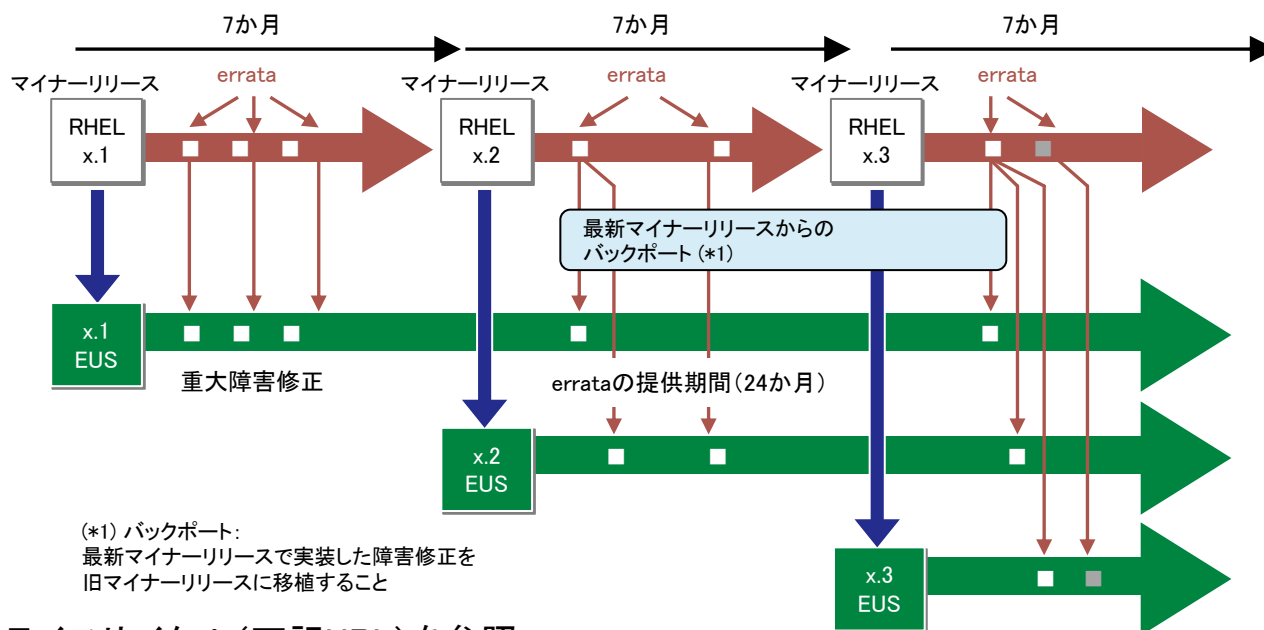 7か月
7か月
7か月
マイナーリリース
errata
マイナーリリース
errata
マイナーリリース
errata
RHEL
x.1
RHEL
x.2
RHEL
x.3
最新マイナーリリースからの
バックポート (*1)
x.1
EUS
重大障害修正
errataの提供期間(24か月)
x.2
EUS
(*1) バックポート:
最新マイナーリリースで実装した障害修正を
旧マイナーリリースに移植すること
x.3
EUS